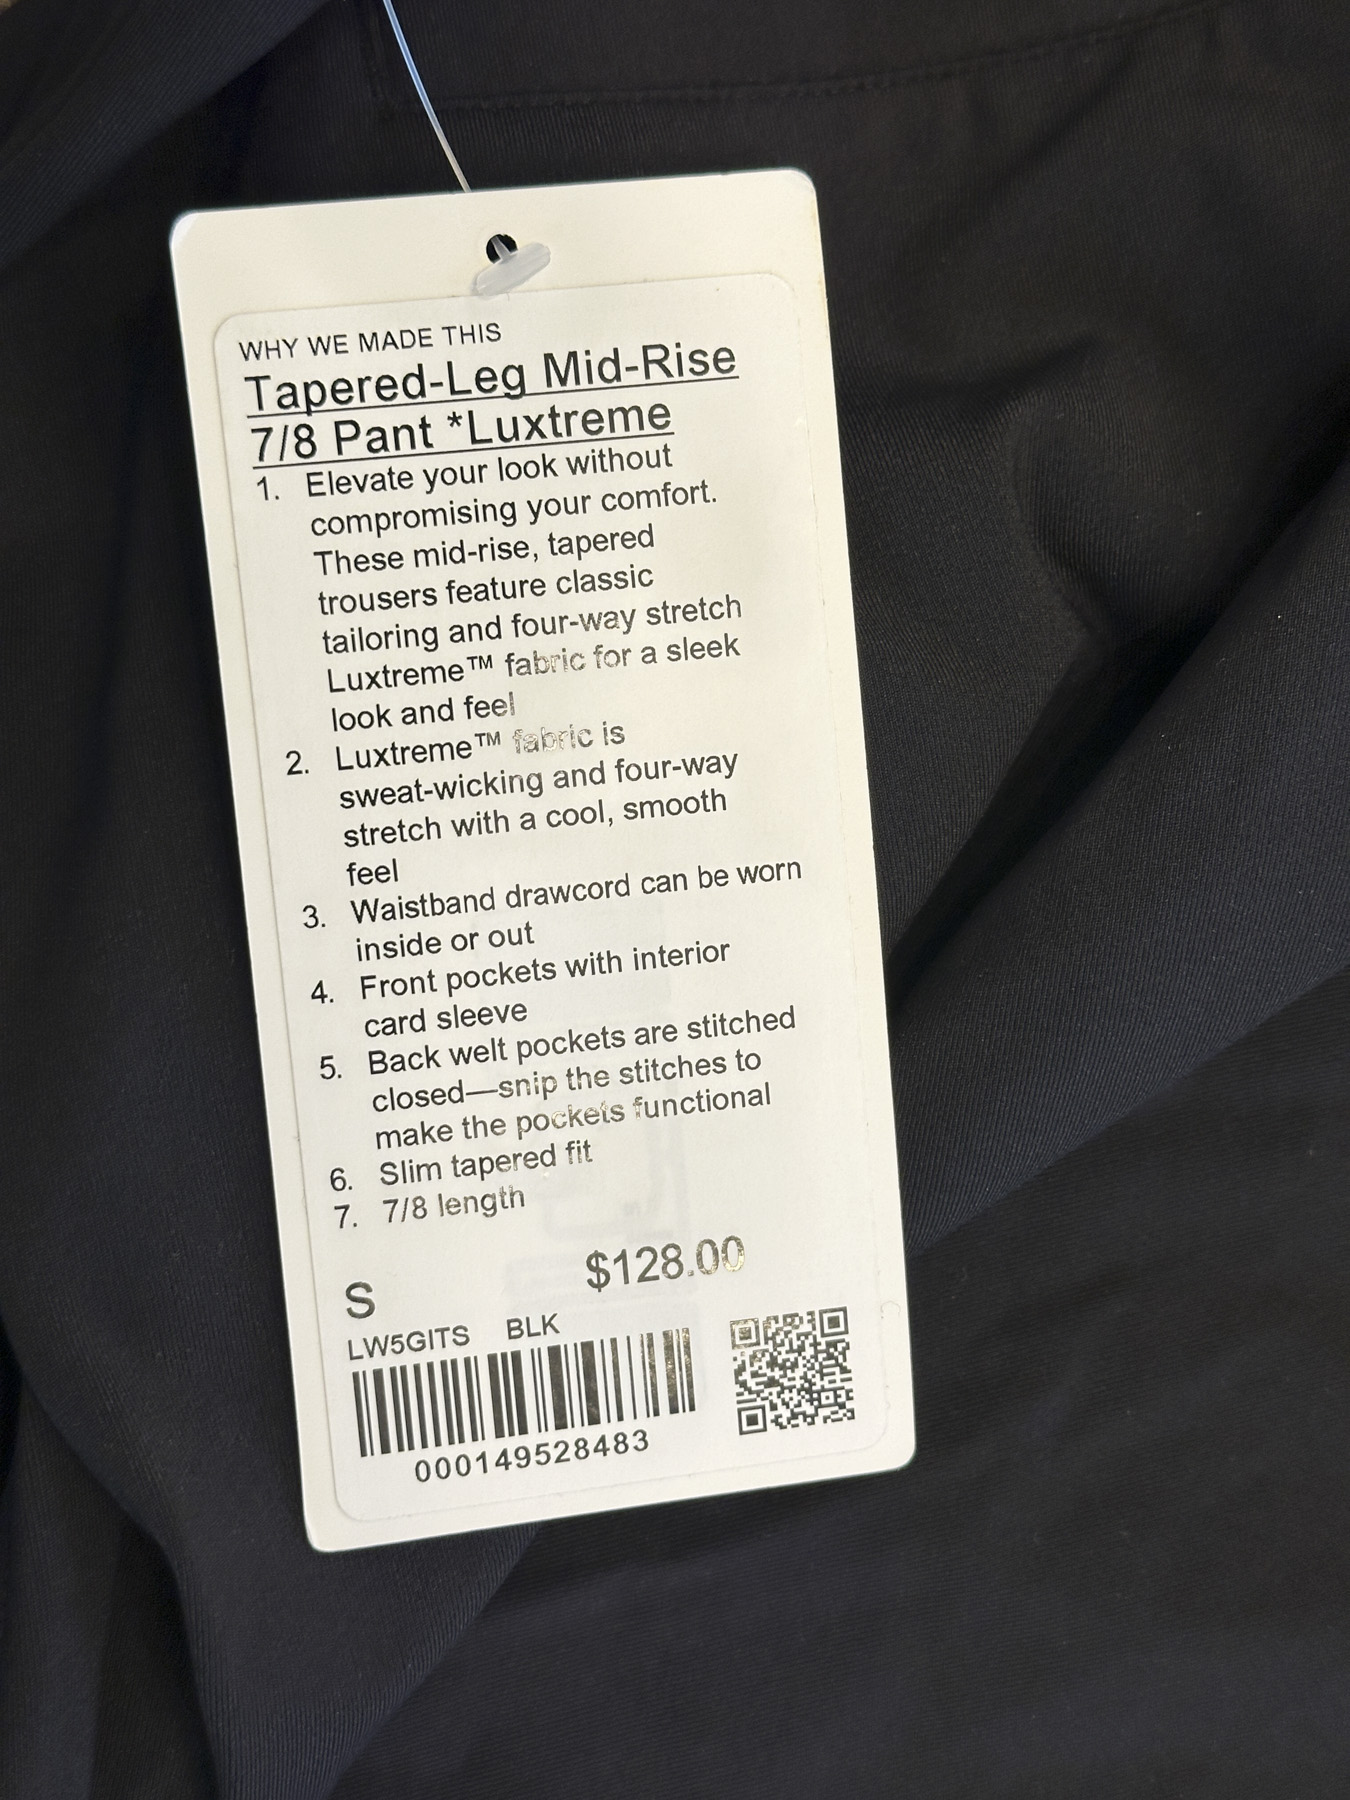 WHY WE MADE THIS
Tapered-Leg Mid-Rise
7/8 Pant *Luxtreme
1. Elevate your look without
compromising your comfort.
These mid-rise, tapered
trousers feature classic
tailoring and four-way stretch
Luxtreme™ fabric for a sleek
look and feel
2. Luxtreme™ fabric is
sweat-wicking and four-way
stretch with a cool, smooth
feel
3. Waistband drawcord can be worn
inside or out
4. Front pockets with interior
card sleeve
5. Back welt pockets are stitched
closed—snip the stitches to
make the pockets functional
6. Slim tapered fit
7. 7/8 length
S $128.00
LW5GITS BLK
000149528483